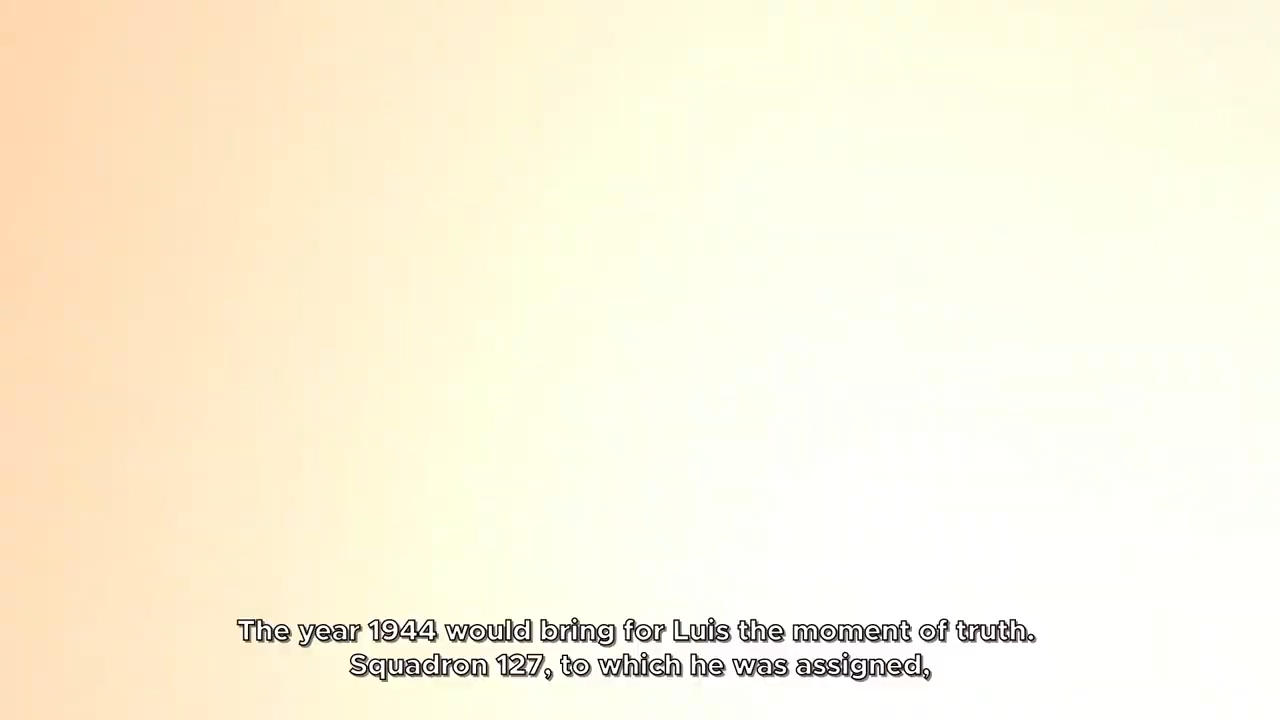 The year 1944 would bring for Luis the moment of truth.
Squadron 127, to which he was assigned,